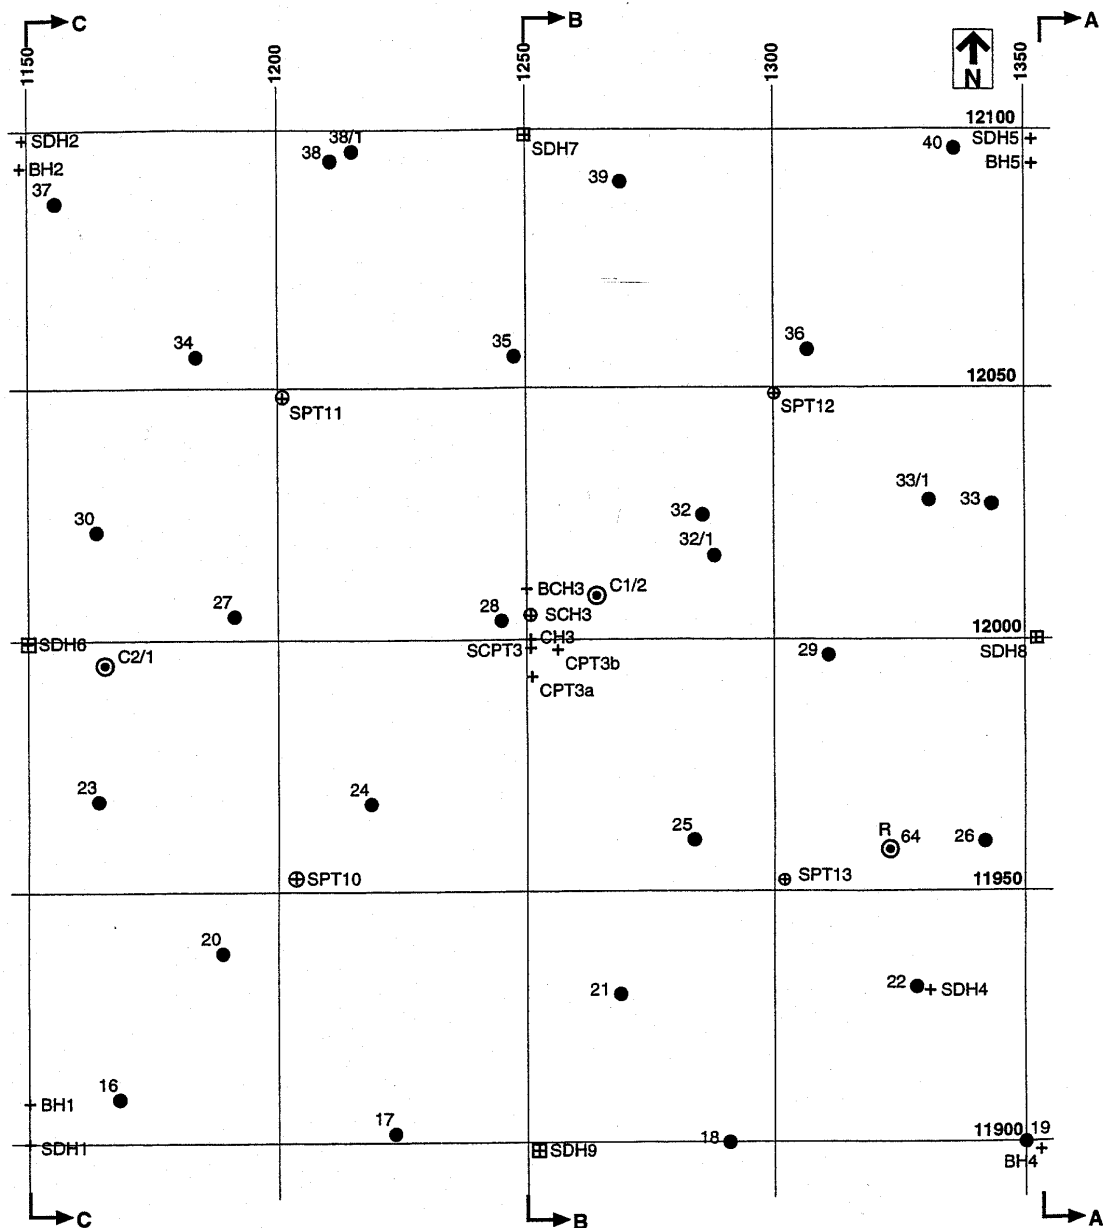 C
B
A
1150
1200
1250
1300
1350
N
12100
SDH2
38/1
SDH7
SDH5
40
38
BH2
BH5
39
37
34
35
36
12050
SPT11
SPT12
33/1
33
32
30
32/1
BCH3
C1/2
27
28
SCH3
CH3
12000
SDH6
SCPT3
SDH8
C2/1
CPT3b
29
CPT3a
23
24
25
R
64
26
SPT10
SPT13
11950
20
21
22
SDH4
16
BH1
17
18
11900
19
SDH1
SDH9
BH4
C
B
A